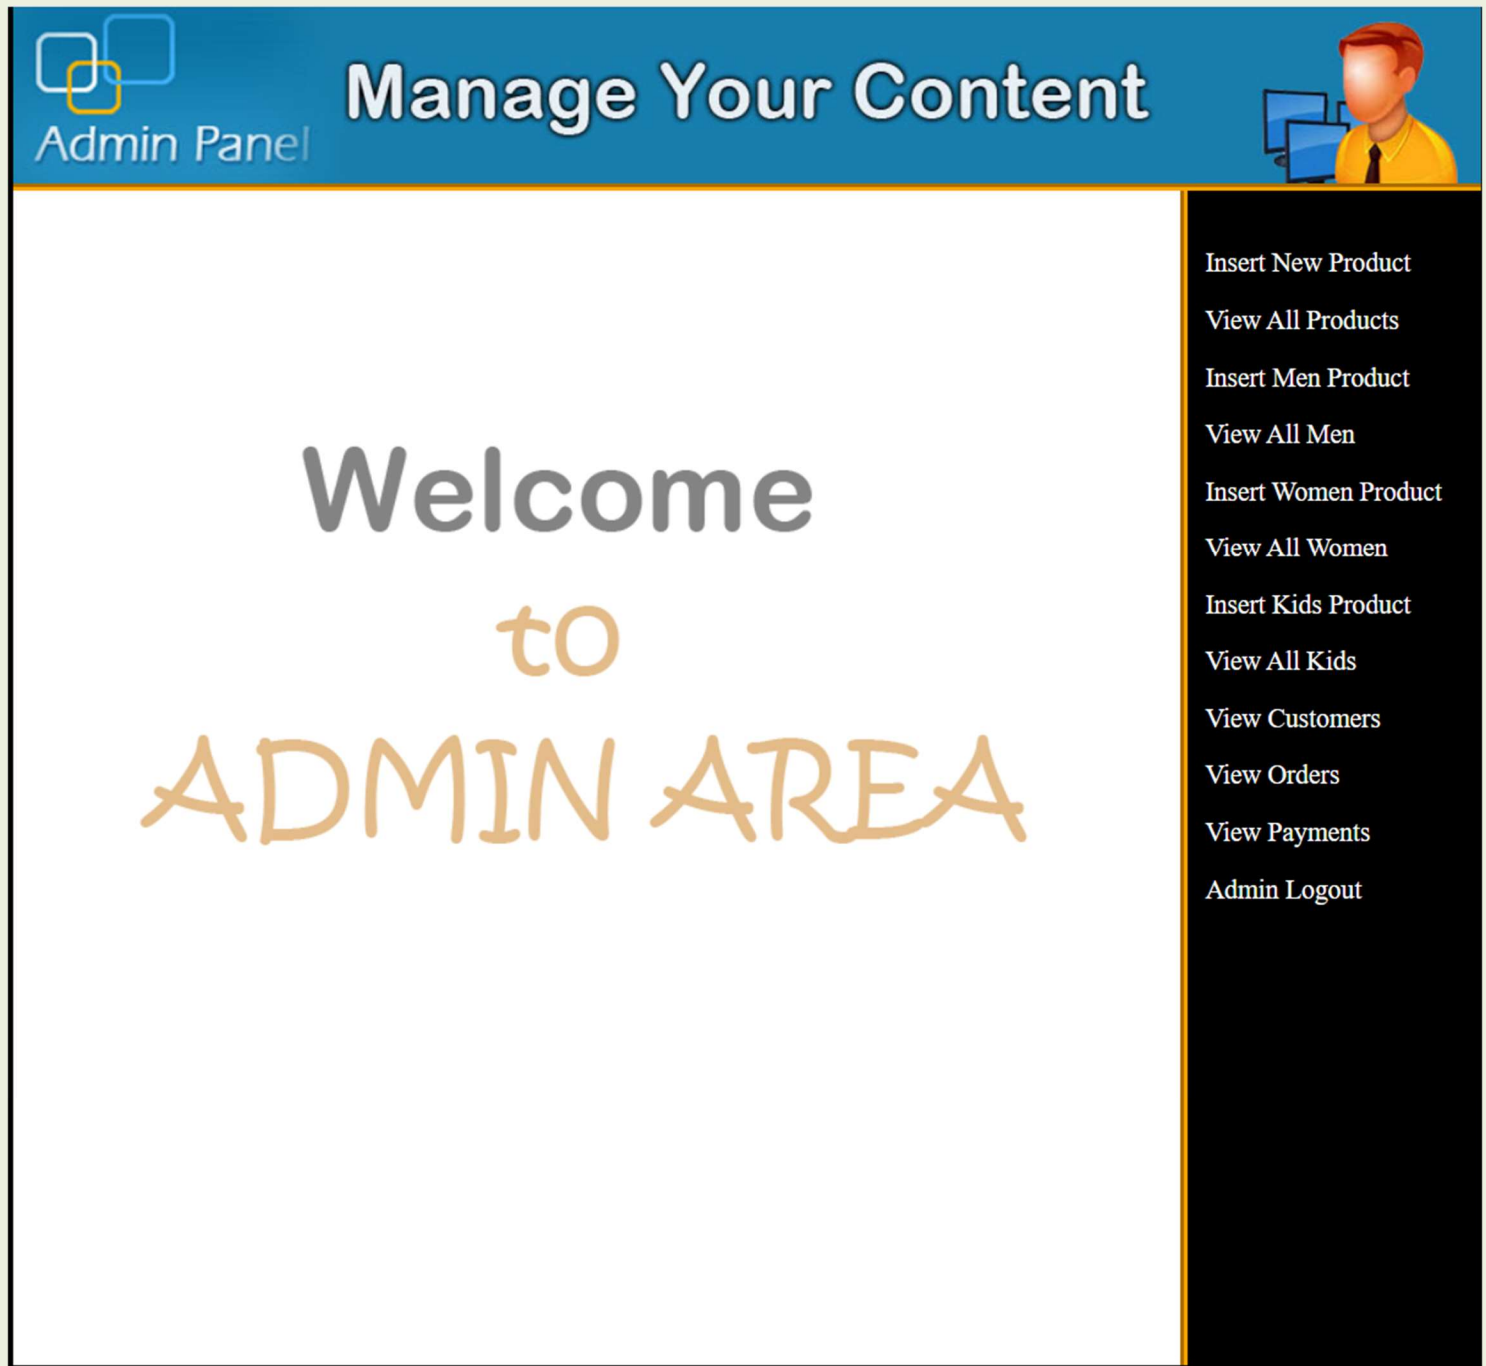 Admin Panel
Manage Your Content
Welcome
to
ADMIN AREA
Insert New Product
View All Products
Insert Men Product
View All Men
Insert Women Product
View All Women
Insert Kids Product
View All Kids
View Customers
View Orders
View Payments
Admin Logout